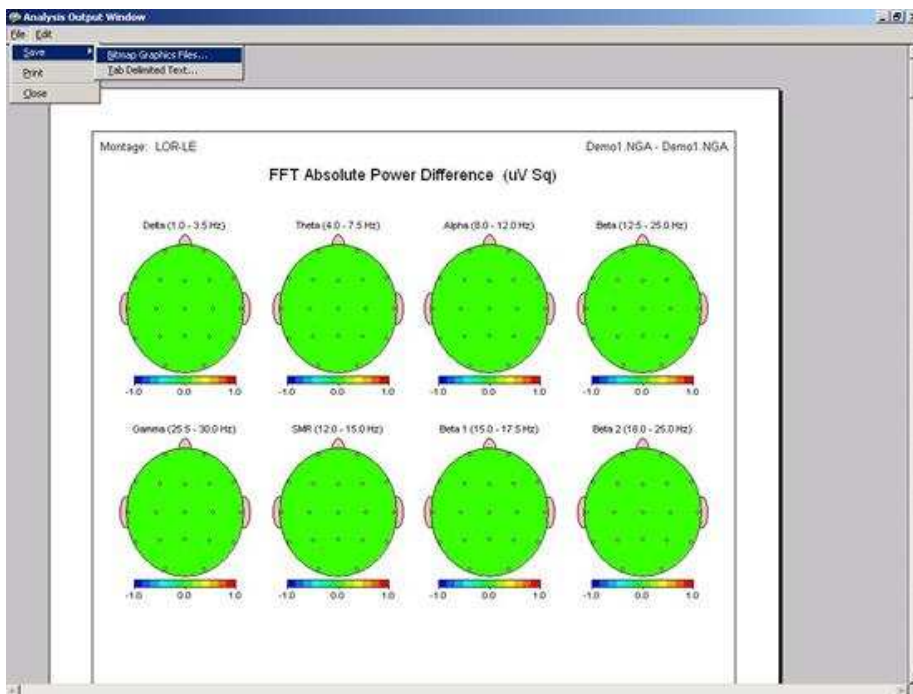 Analysis Output Window
File Edit
Save
Print
Close
Bitmap Graphics Files...
Tab Delimited Text...
Montage: LOR-LE
Demo1.NGA - Demo1.NGA
FFT Absolute Power Difference (uV Sq)
Delta (1.0 - 3.5 Hz) Theta (4.0 - 7.5 Hz) Alpha (8.0 - 12.0 Hz) Beta (12.5 - 25.0 Hz)
-1.0 0.0 1.0 -1.0 0.0 1.0 -1.0 0.0 1.0 -1.0 0.0 1.0
Gamma (25.5 - 30.0 Hz) SMR (12.0 - 15.0 Hz) Beta 1 (15.0 - 17.5 Hz) Beta 2 (18.0 - 25.0 Hz)
-1.0 0.0 1.0 -1.0 0.0 1.0 -1.0 0.0 1.0 -1.0 0.0 1.0